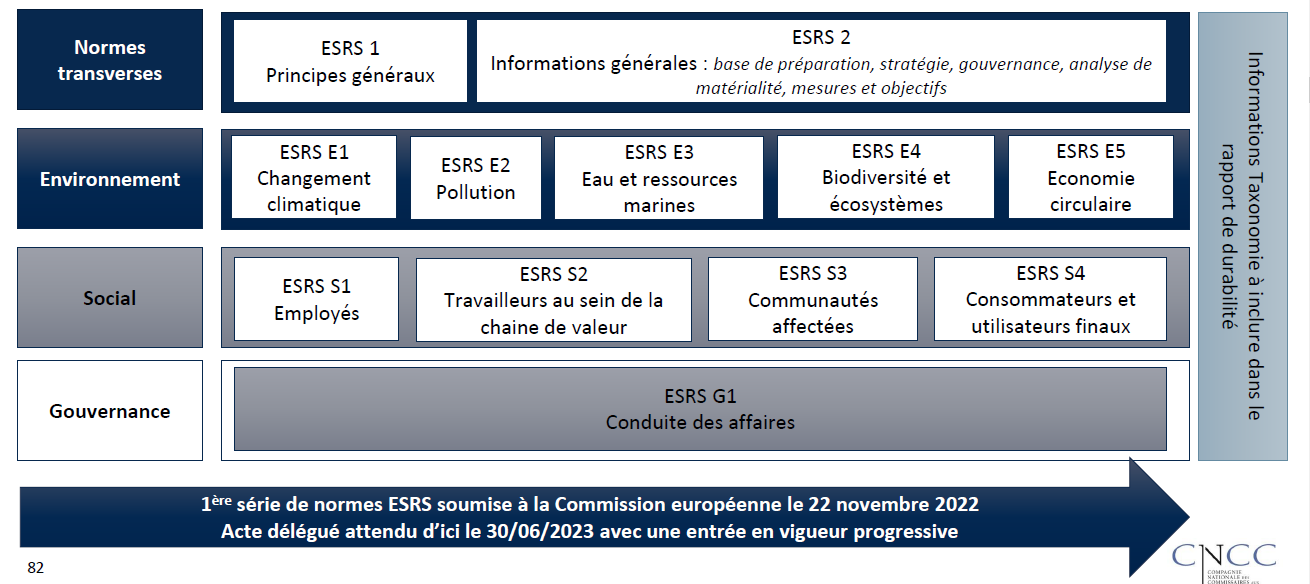 Normes
transverses
ESRS 1
Principes généraux
ESRS 2
Informations générales : base de préparation, stratégie, gouvernance, analyse de
matérialité, mesures et objectifs
Environnement
ESRS E1
Changement
climatique
ESRS E2
Pollution
ESRS E3
Eau et ressources
marines
ESRS E4
Biodiversité et
écosystèmes
ESRS E5
Economie
circulaire
Social
ESRS S1
Employés
ESRS S2
Travailleurs au sein de la
chaine de valeur
ESRS S3
Communautés
affectées
ESRS S4
Consommateurs et
utilisateurs finaux
Gouvernance
ESRS G1
Conduite des affaires
Informations Taxonomie à inclure dans le
rapport de durabilité
1ère série de normes ESRS soumise à la Commission européenne le 22 novembre 2022
Acte délégué attendu d’ici le 30/06/2023 avec une entrée en vigueur progressive
82
CNCC
COMPAGNIE
NATIONALE DES